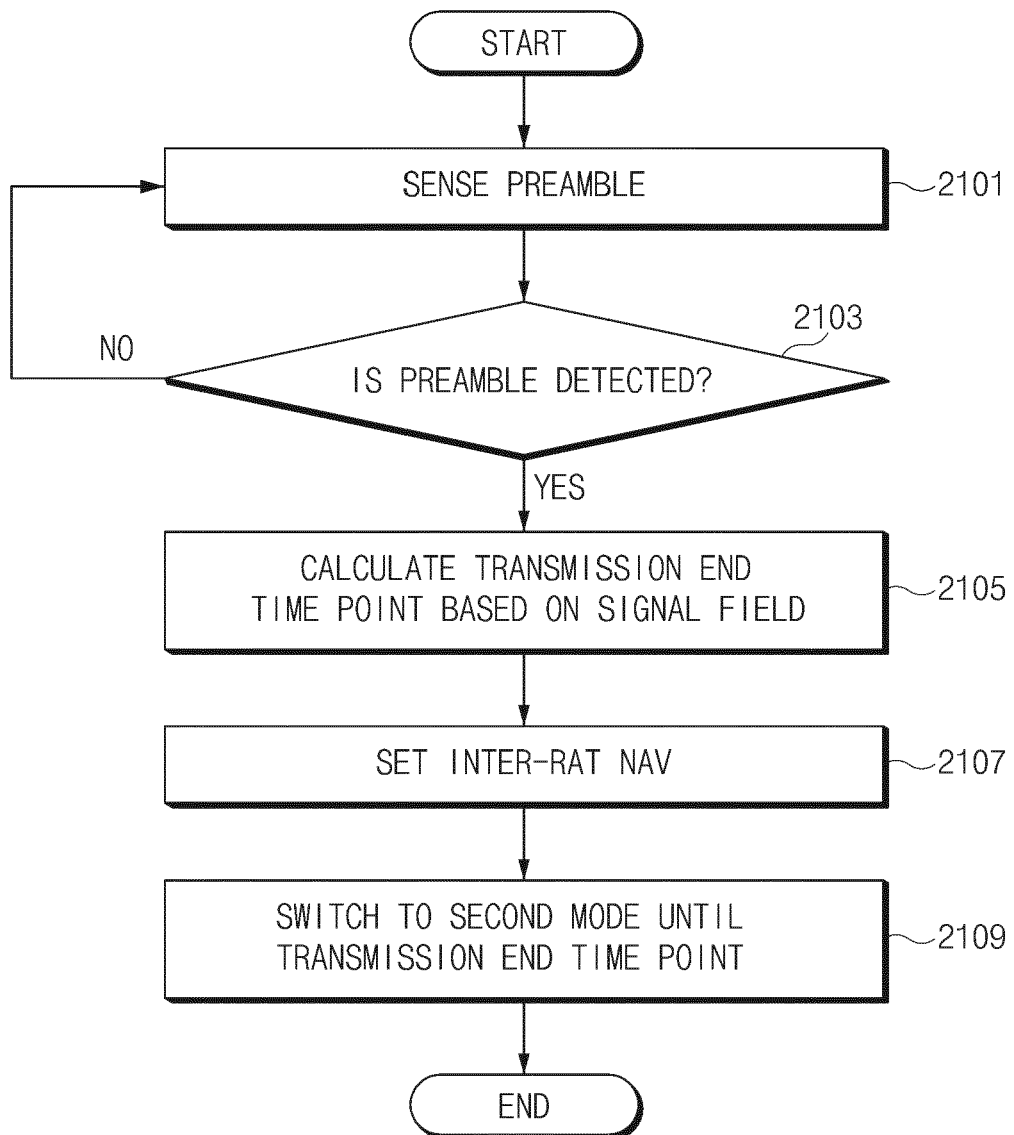 START
SENSE PREAMBLE
2101
2103
NO
IS PREAMBLE DETECTED?
YES
CALCULATE TRANSMISSION END
TIME POINT BASED ON SIGNAL FIELD
2105
SET INTER-RAT NAV
2107
SWITCH TO SECOND MODE UNTIL
TRANSMISSION END TIME POINT
2109
END